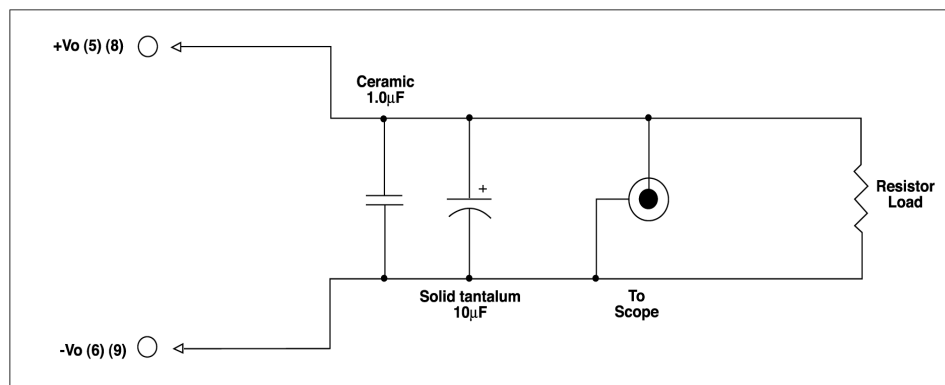 +Vo (5) (8)
Ceramic
1.0μF
+
Resistor
Load
Solid tantalum
10μF
To
Scope
-Vo (6) (9)